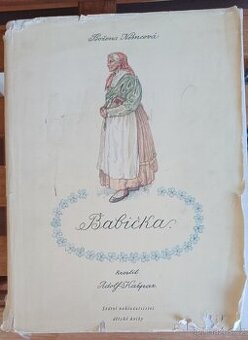 Božena Němcová
Babička.
Kreslil
Adolf Kašpar.
Státní nakladatelství
dětské knihy